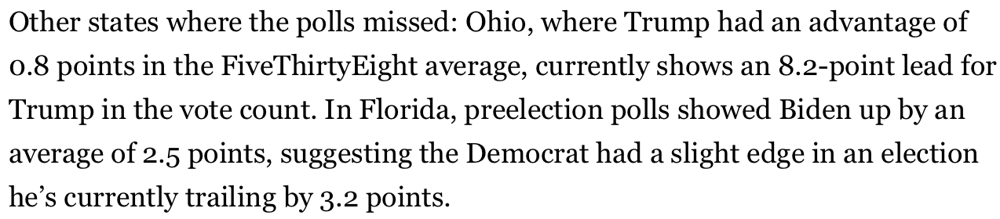 Other states where the polls missed: Ohio, where Trump had an advantage of
0.8 points in the FiveThirtyEight average, currently shows an 8.2-point lead for
Trump in the vote count. In Florida, preelection polls showed Biden up by an
average of 2.5 points, suggesting the Democrat had a slight edge in an election
he’s currently trailing by 3.2 points.